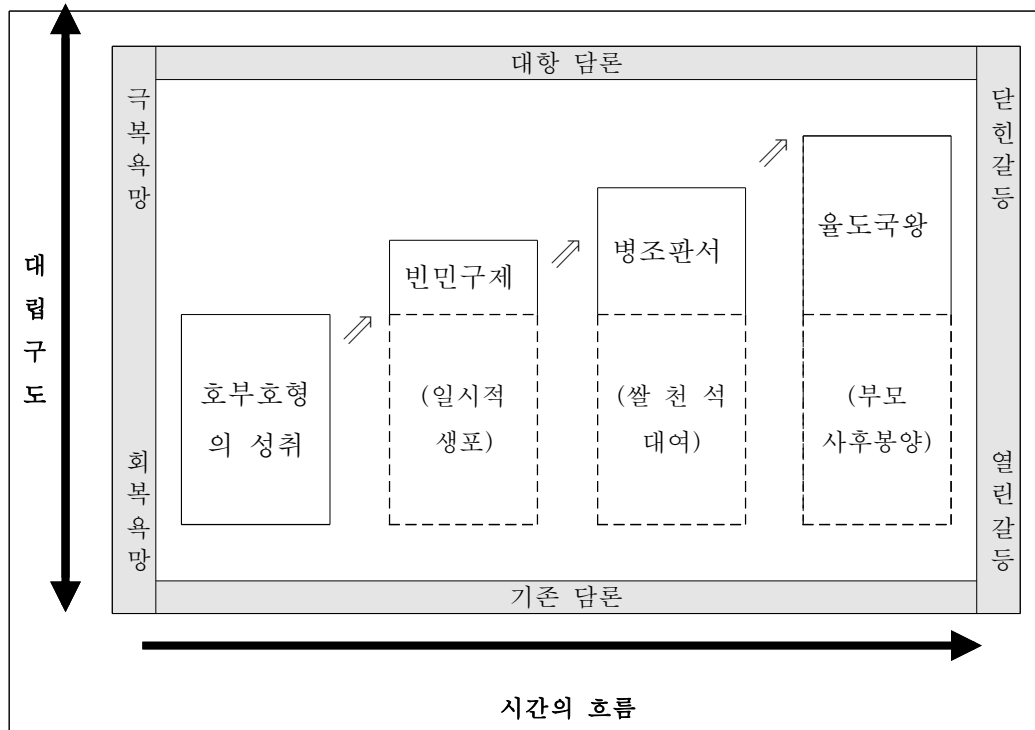 대항 담론
극복욕망
닫힌갈등
대립구도
율도국왕
병조판서
빈민구제
호부호형
의 성취
(일시적
생포)
(쌀 천 석
대여)
(부모
사후봉양)
회복욕망
열린갈등
기존 담론
시간의 흐름